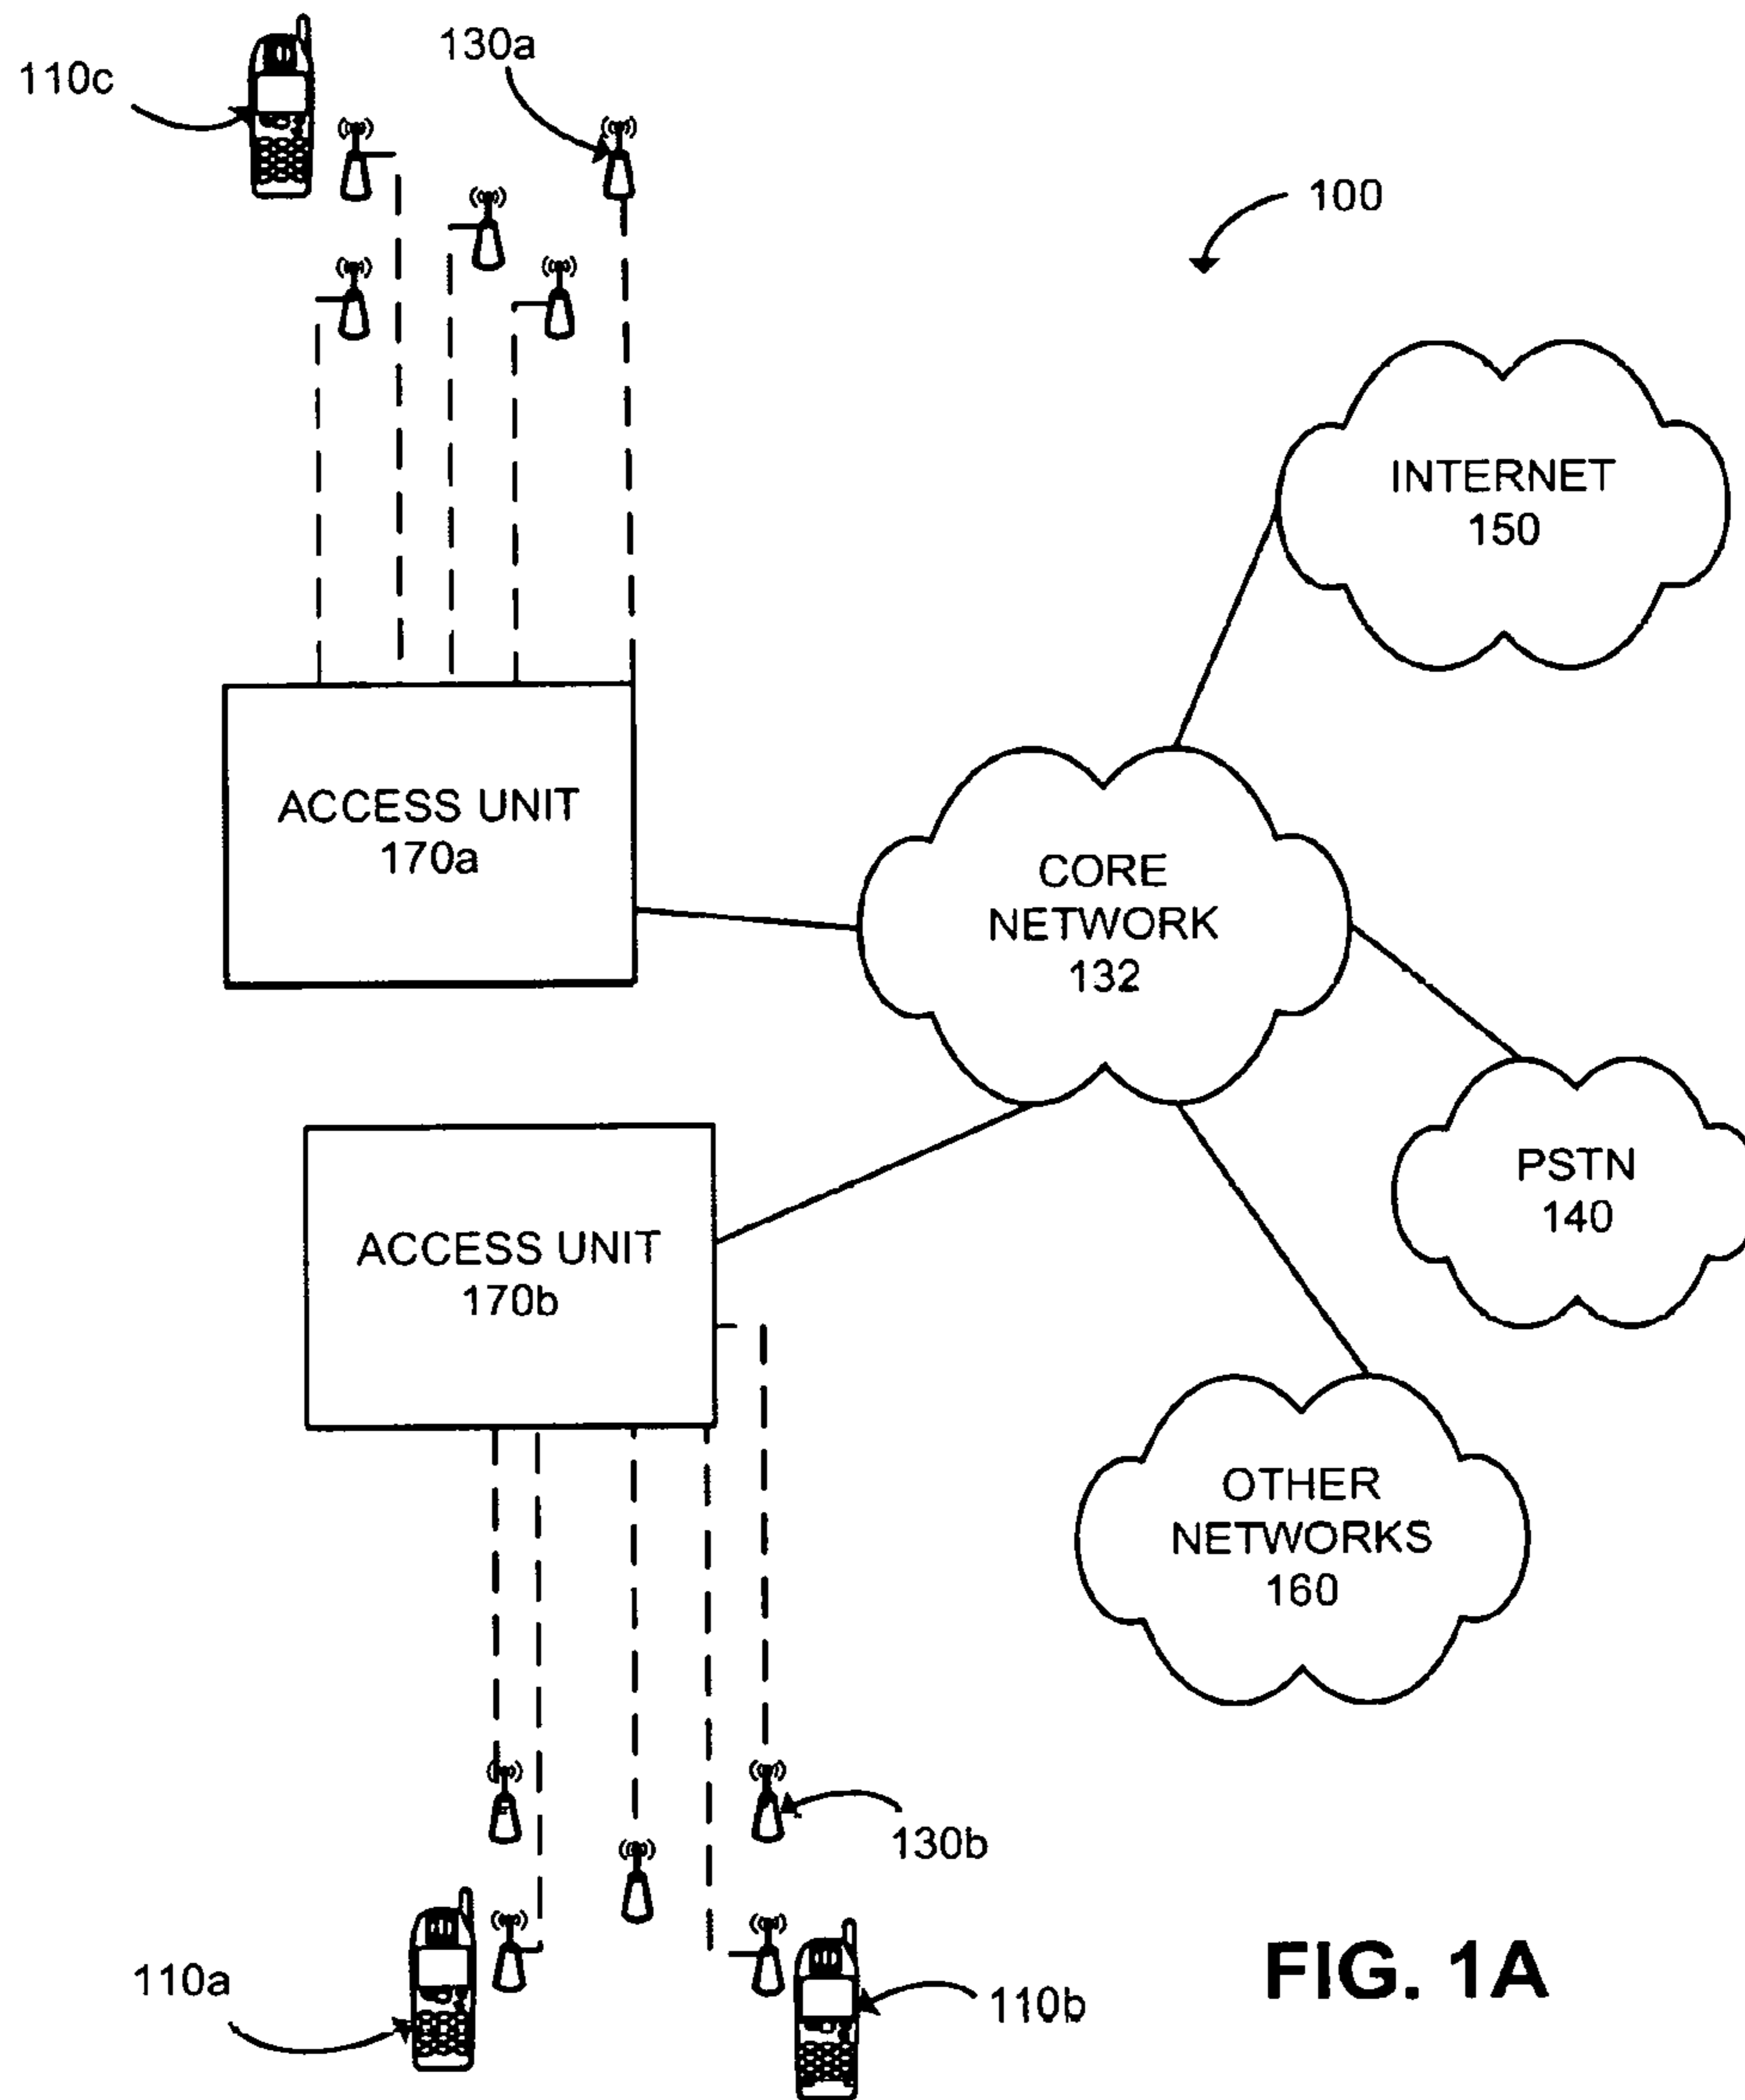 110c
130a
100
INTERNET
150
ACCESS UNIT
170a
CORE
NETWORK
132
PSTN
140
ACCESS UNIT
170b
OTHER
NETWORKS
160
130b
110a
110b
FIG. 1A